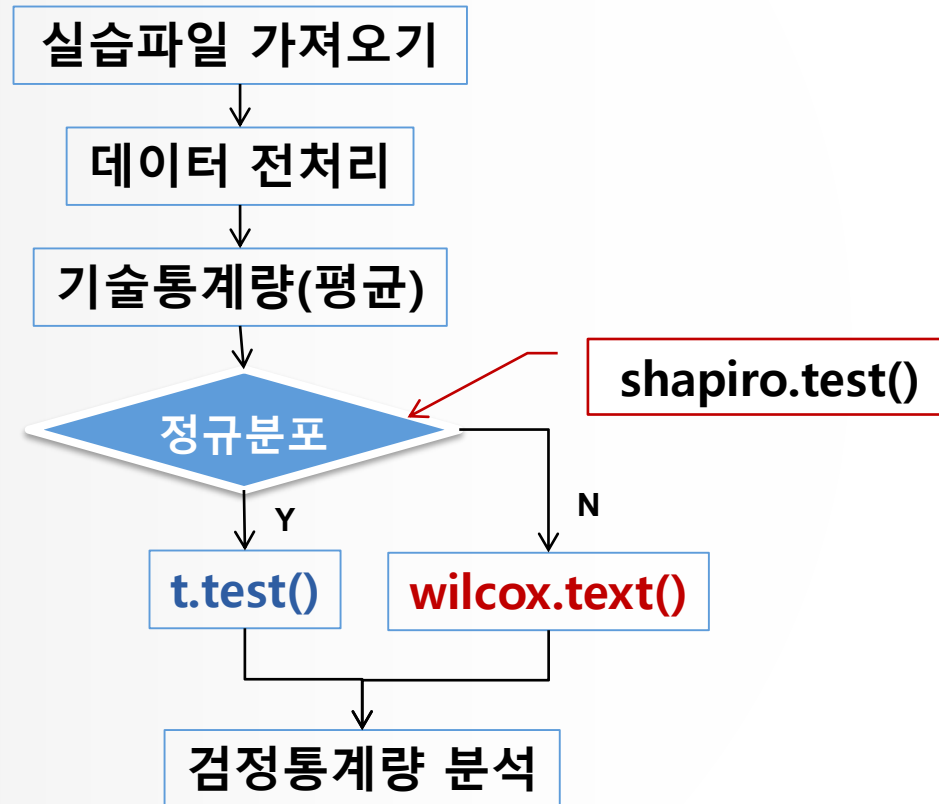 실습파일 가져오기
데이터 전처리
기술통계량(평균)
shapiro.test()
정규분포
Y
N
t.test()
wilcox.text()
검정통계량 분석